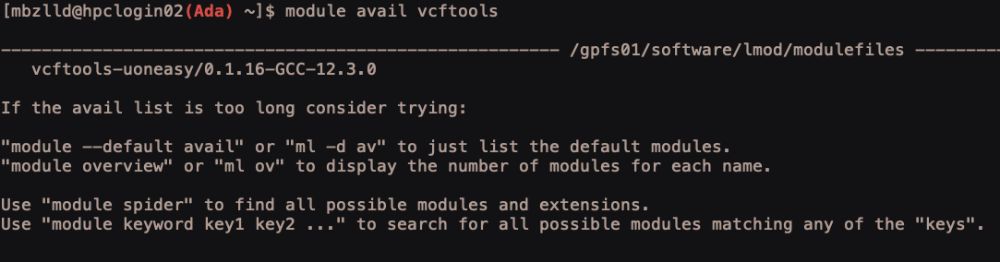 [mbzlld@hpclogin02(Ada) ~]$ module avail vcftools
------------------------------------------------------- /gpfs01/software/lmod/modulefiles --------
   vcftools-uoneasy/0.1.16-GCC-12.3.0
If the avail list is too long consider trying:
"module --default avail" or "ml -d av" to just list the default modules.
"module overview" or "ml ov" to display the number of modules for each name.
Use "module spider" to find all possible modules and extensions.
Use "module keyword key1 key2 ..." to search for all possible modules matching any of the "keys".